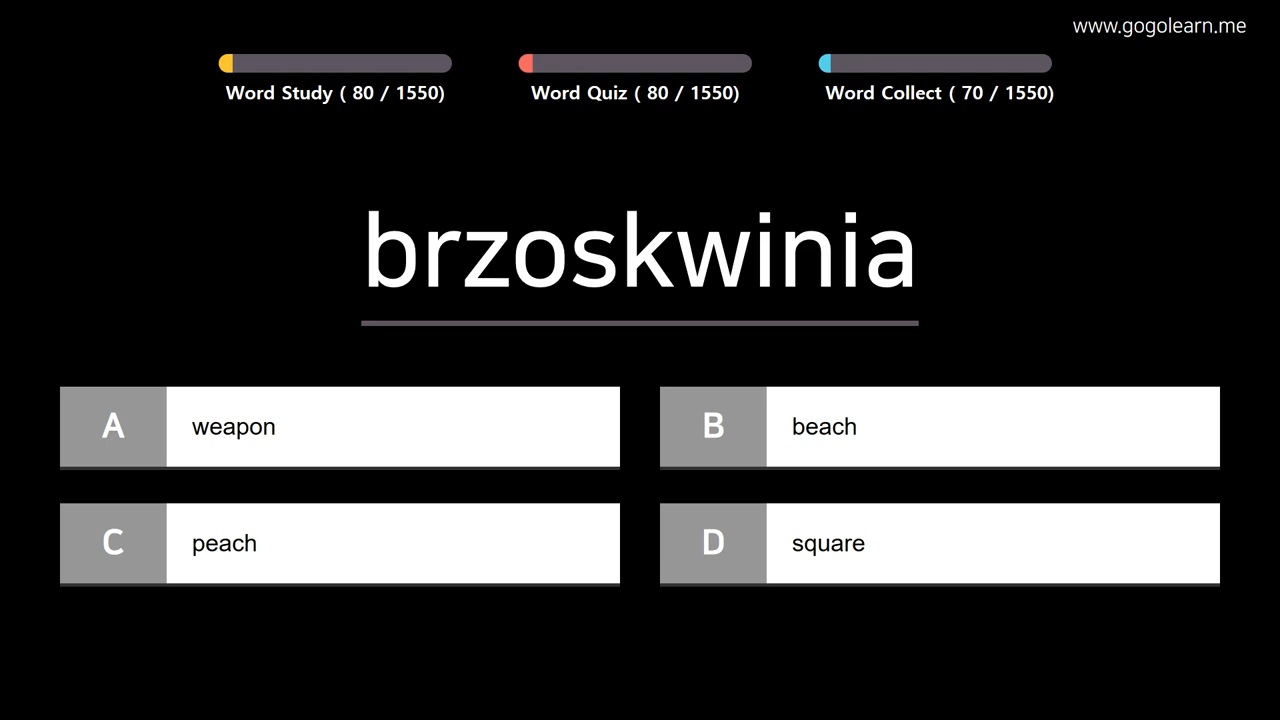 www.gogolearn.me
Word Study ( 80 / 1550)
Word Quiz ( 80 / 1550)
Word Collect ( 70 / 1550)
brzoskwinia
A weapon
B beach
C peach
D square